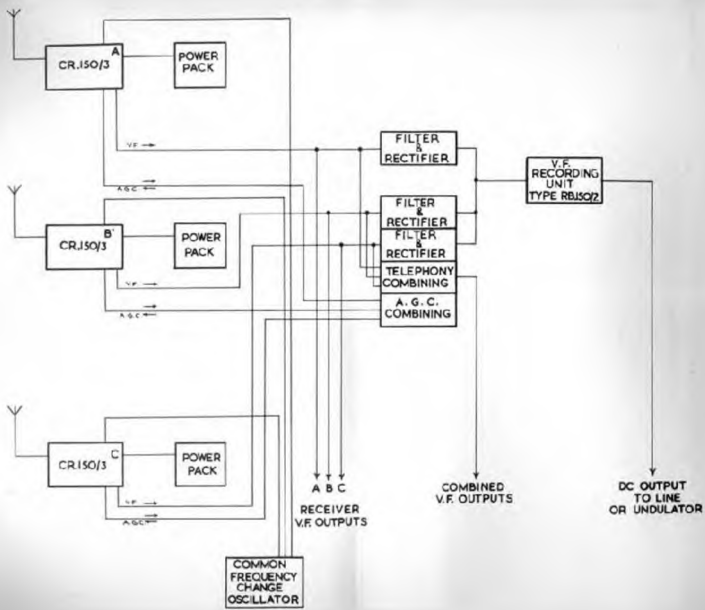 A
CR.150/3
POWER
PACK
V.F. →
A.G.C.
FILTER
&
RECTIFIER
V.F.
RECORDING
UNIT
TYPE RB.150/2
B
CR.150/3
POWER
PACK
V.F. →
A.G.C.
FILTER
&
RECTIFIER
FILTER
&
RECTIFIER
TELEPHONY
COMBINING
A.G.C.
COMBINING
C
CR.150/3
POWER
PACK
V.F. →
A.G.C.
A B C
RECEIVER
V.F. OUTPUTS
COMBINED
V.F. OUTPUTS
DC OUTPUT
TO LINE
OR UNDULATOR
COMMON
FREQUENCY
CHANGE
OSCILLATOR